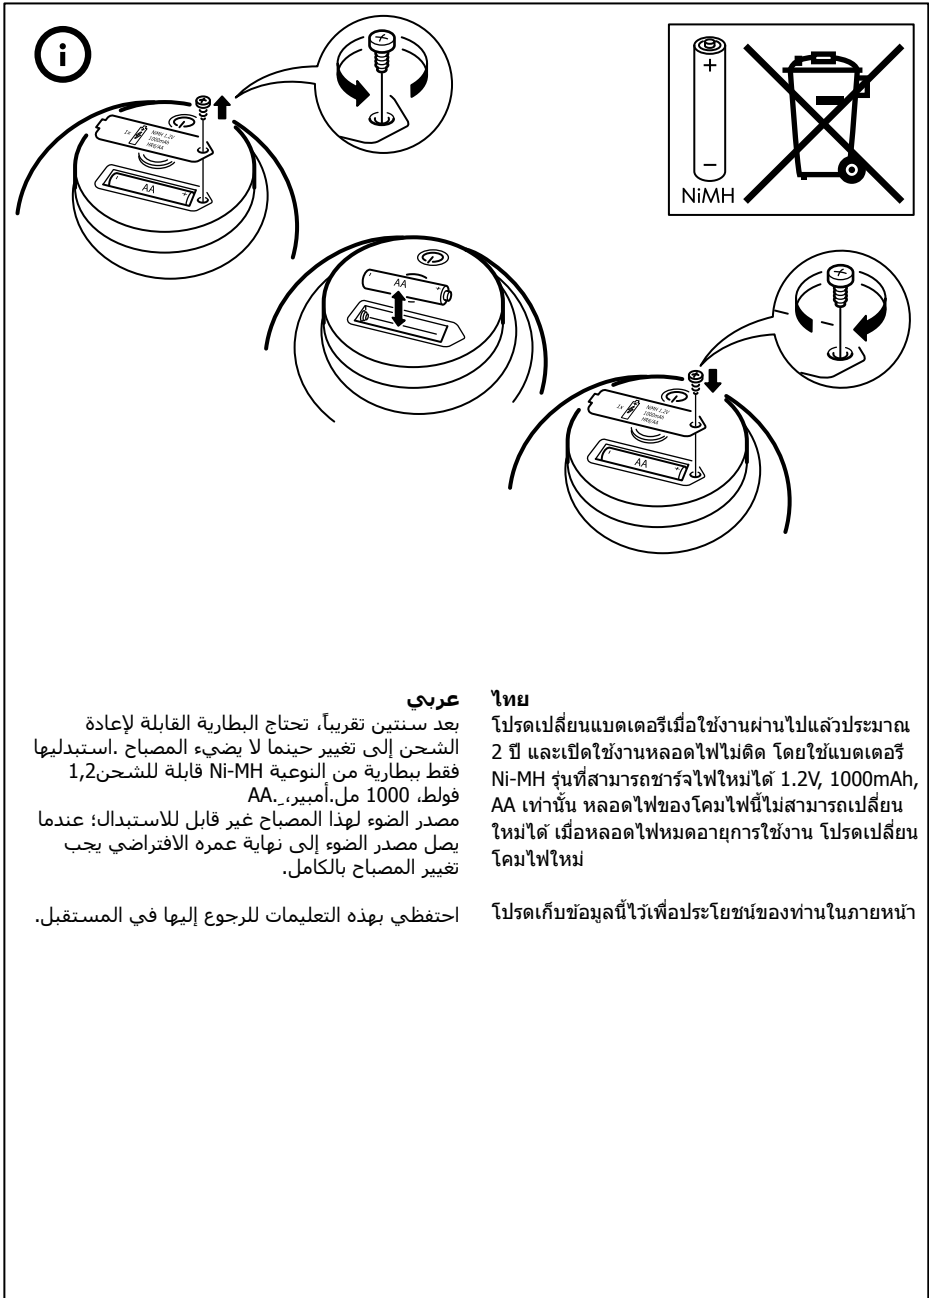 i
1x
NiMH 1.2V
1000mAh
HR6/AA
AA
+
−
NiMH
AA
1x
NiMH 1.2V
1000mAh
HR6/AA
AA
عربي
بعد سنتين تقريباً، تحتاج البطارية القابلة لإعادة
الشحن إلى تغيير حينما لا يضيء المصباح .استبدليها
فقط ببطارية من النوعية Ni-MH قابلة للشحن1,2
فولط، 1000 مل.أمبير، ِ.AA
مصدر الضوء لهذا المصباح غير قابل للاستبدال؛ عندما
يصل مصدر الضوء إلى نهاية عمره الافتراضي يجب
تغيير المصباح بالكامل.
احتفظي بهذه التعليمات للرجوع إليها في المستقبل.
ไทย
โปรดเปลี่ยนแบตเตอรีเมื่อใช้งานผ่านไปแล้วประมาณ
2 ปี และเปิดใช้งานหลอดไฟไม่ติด โดยใช้แบตเตอรี
Ni-MH รุ่นที่สามารถชาร์จไฟใหม่ได้ 1.2V, 1000mAh,
AA เท่านั้น หลอดไฟของโคมไฟนี้ไม่สามารถเปลี่ยน
ใหม่ได้ เมื่อหลอดไฟหมดอายุการใช้งาน โปรดเปลี่ยน
โคมไฟใหม่
โปรดเก็บข้อมูลนี้ไว้เพื่อประโยชน์ของท่านในภายหน้า